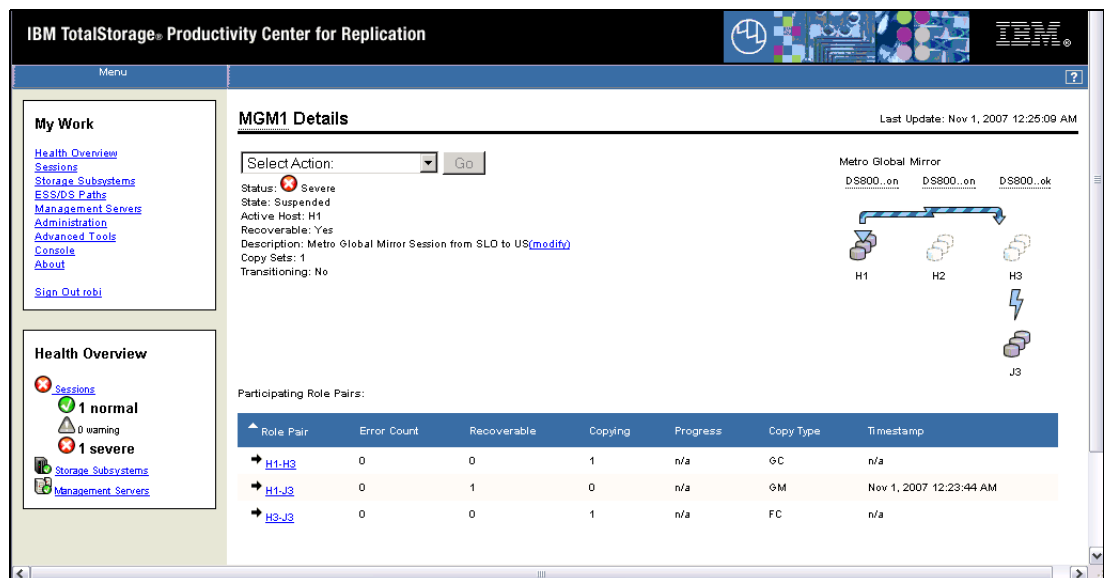 IBM TotalStorage® Productivity Center for Replication
IBM®
Menu
?
My Work
Health Overview
Sessions
Storage Subsystems
ESS/DS Paths
Management Servers
Administration
Advanced Tools
Console
About
Sign Out robi
Health Overview
Sessions
1 normal
0 warning
1 severe
Storage Subsystems
Management Servers
MGM1 Details
Last Update: Nov 1, 2007 12:25:09 AM
Select Action:
Go
Status: Severe
State: Suspended
Active Host: H1
Recoverable: Yes
Description: Metro Global Mirror Session from SLO to US(modify)
Copy Sets: 1
Transitioning: No
Metro Global Mirror
DS800..on DS800..on DS800..ok
H1 H2 H3
J3
Participating Role Pairs:
Role Pair Error Count Recoverable Copying Progress Copy Type Timestamp
H1-H3 0 0 1 n/a GC n/a
H1-J3 0 1 0 n/a GM Nov 1, 2007 12:23:44 AM
H3-J3 0 0 1 n/a FC n/a